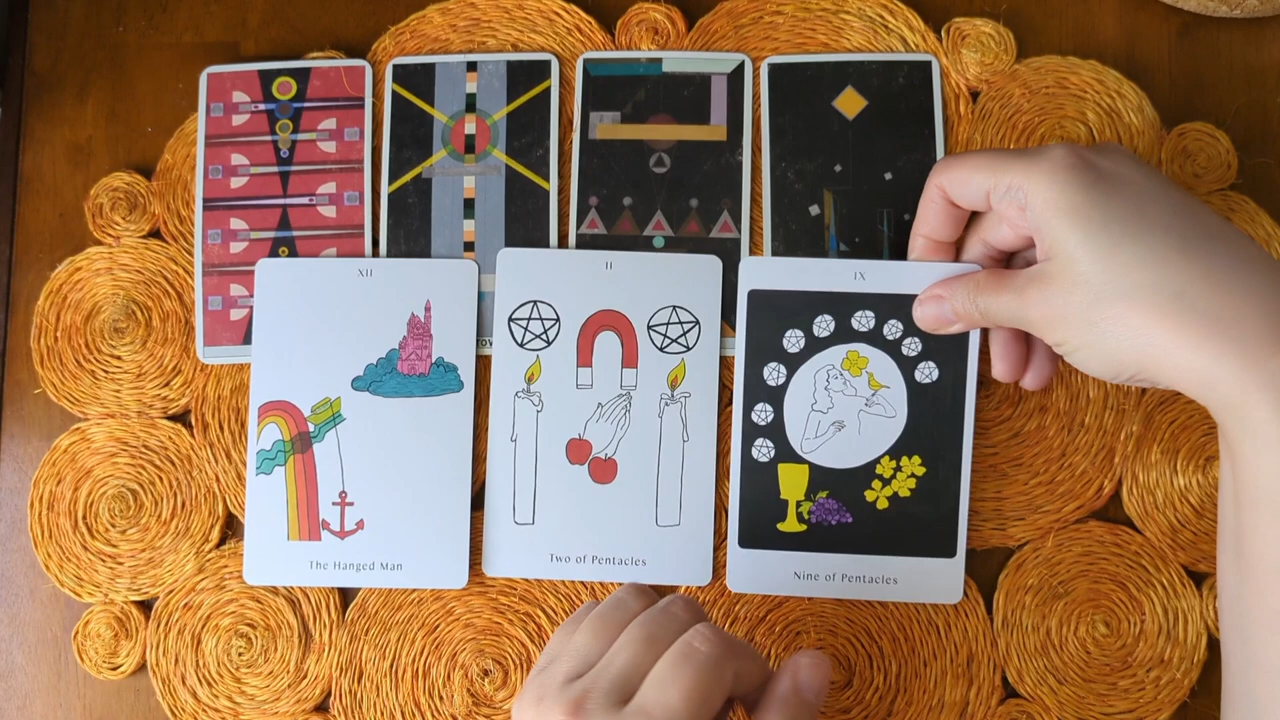 XII
II
IX
The Hanged Man
Two of Pentacles
Nine of Pentacles